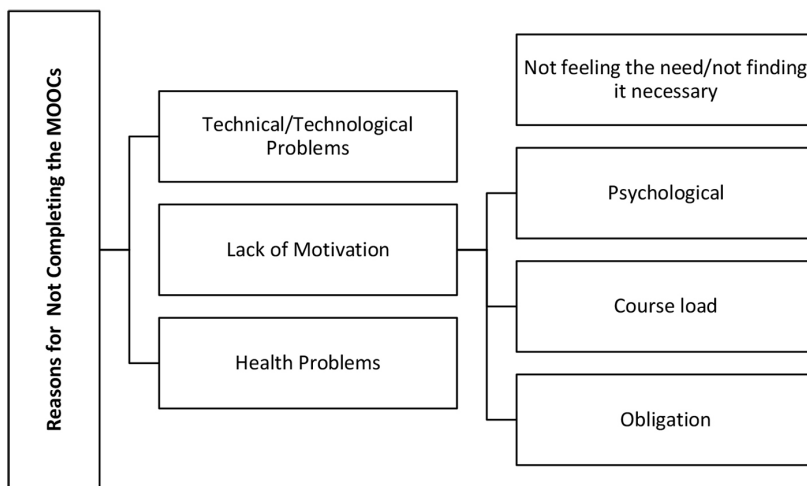 Reasons for Not Completing the MOOCs
Technical/Technological
Problems
Lack of Motivation
Health Problems
Not feeling the need/not finding
it necessary
Psychological
Course load
Obligation